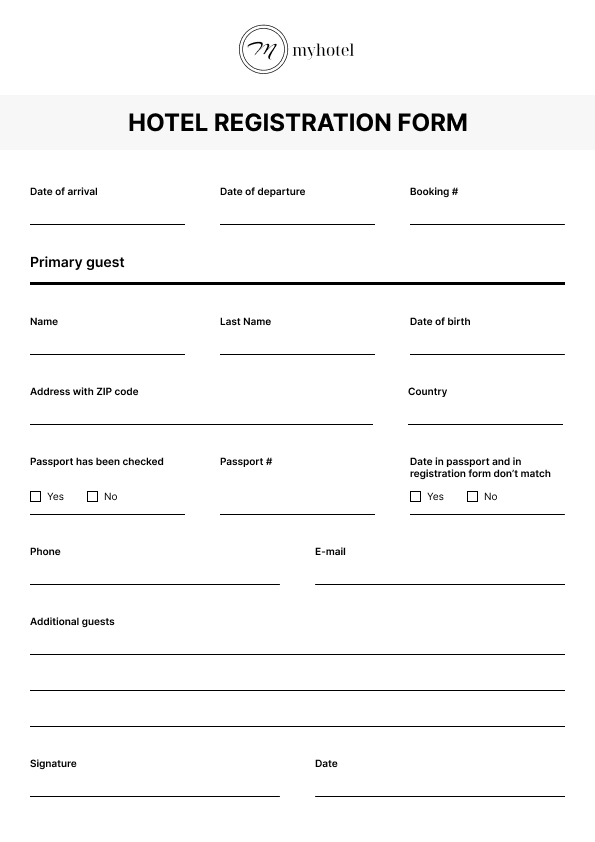 M myhotel
HOTEL REGISTRATION FORM
Date of arrival Date of departure Booking #
Primary guest
Name Last Name Date of birth
Address with ZIP code Country
Passport has been checked Passport # Date in passport and in
registration form don’t match
Yes No Yes No
Phone E-mail
Additional guests
Signature Date